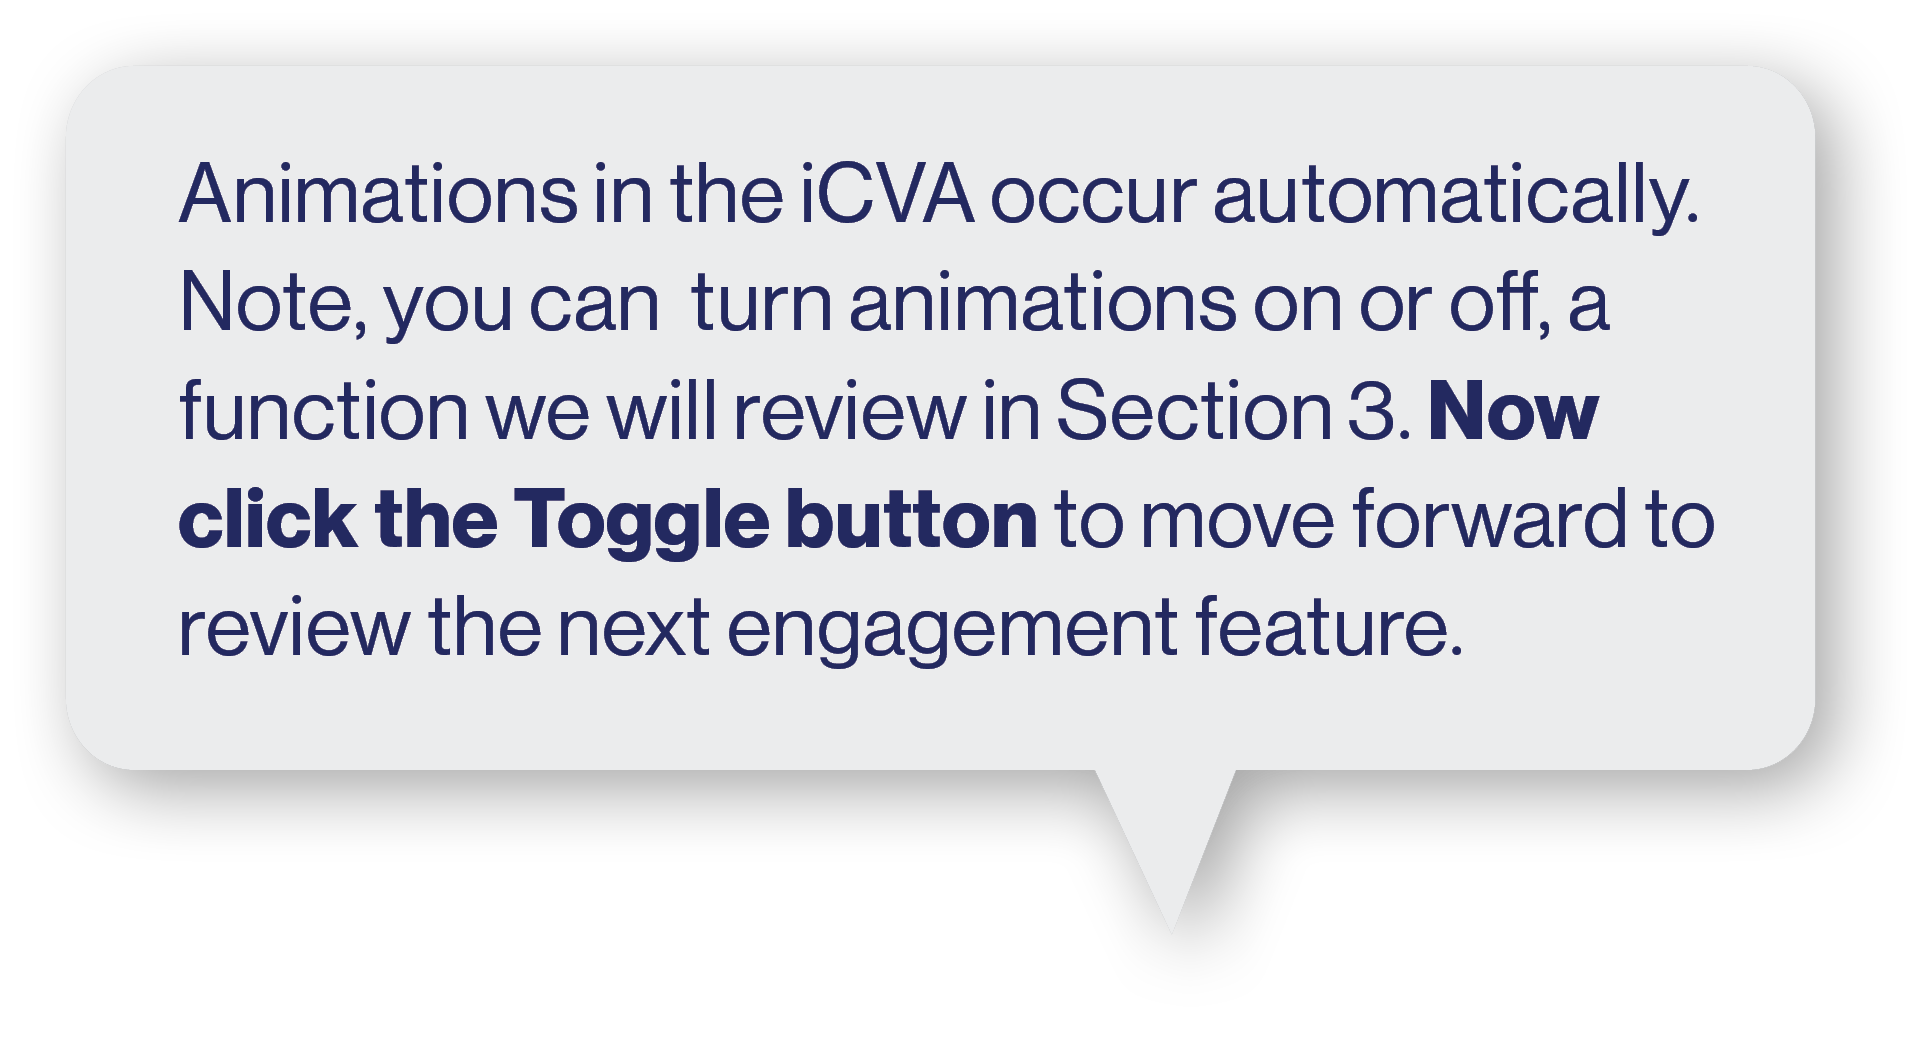 Animations in the iCVA occur automatically.
Note, you can  turn animations on or off, a
function we will review in Section 3. Now
click the Toggle button to move forward to
review the next engagement feature.